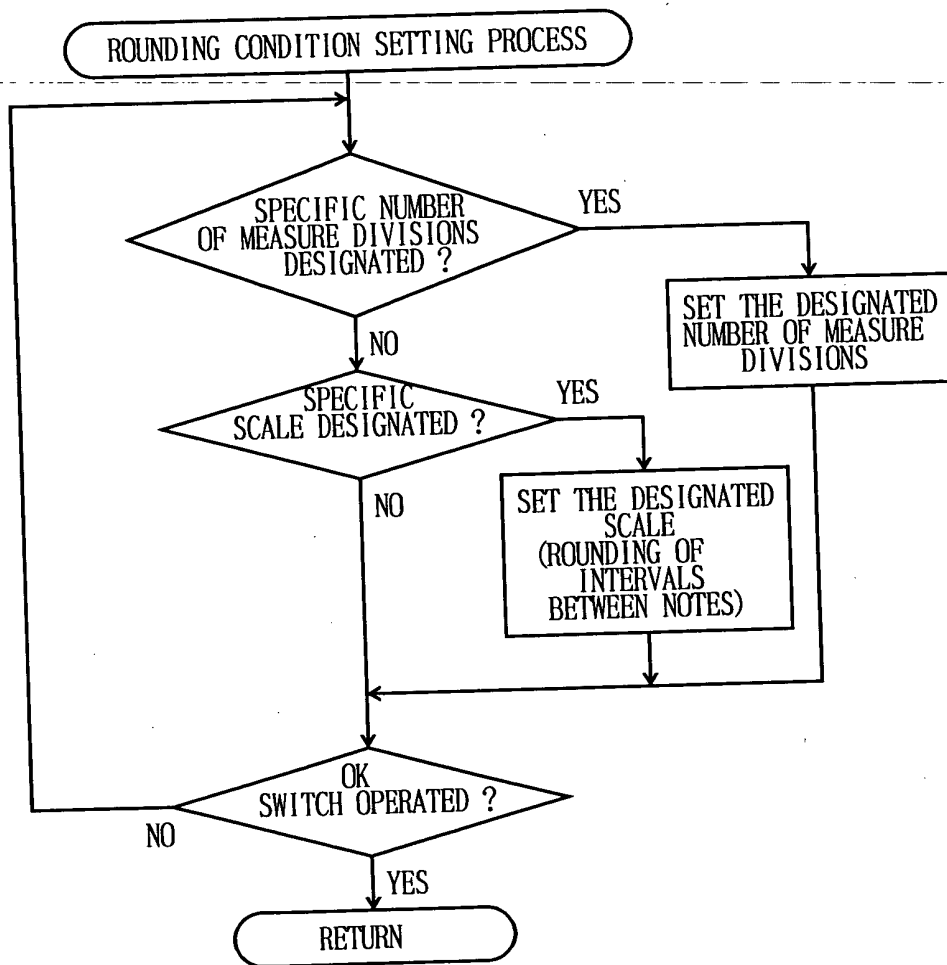 ROUNDING CONDITION SETTING PROCESS
SPECIFIC NUMBER
OF MEASURE DIVISIONS
DESIGNATED ?
YES
SET THE DESIGNATED
NUMBER OF MEASURE
DIVISIONS
NO
SPECIFIC
SCALE DESIGNATED ?
YES
SET THE DESIGNATED
SCALE
(ROUNDING OF
INTERVALS
BETWEEN NOTES)
NO
OK
SWITCH OPERATED ?
NO
YES
RETURN